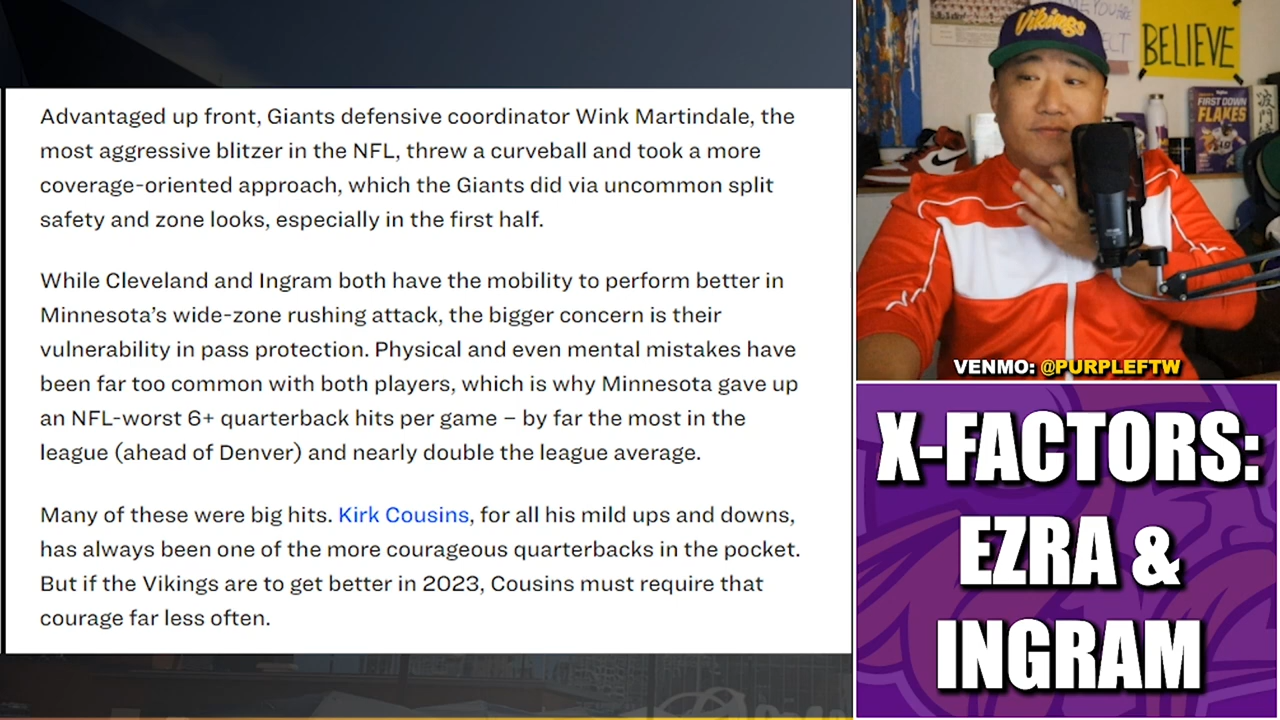 Advantaged up front, Giants defensive coordinator Wink Martindale, the
most aggressive blitzer in the NFL, threw a curveball and took a more
coverage-oriented approach, which the Giants did via uncommon split
safety and zone looks, especially in the first half.
While Cleveland and Ingram both have the mobility to perform better in
Minnesota’s wide-zone rushing attack, the bigger concern is their
vulnerability in pass protection. Physical and even mental mistakes have
been far too common with both players, which is why Minnesota gave up
an NFL-worst 6+ quarterback hits per game – by far the most in the
league (ahead of Denver) and nearly double the league average.
Many of these were big hits. Kirk Cousins, for all his mild ups and downs,
has always been one of the more courageous quarterbacks in the pocket.
But if the Vikings are to get better in 2023, Cousins must require that
courage far less often.
Vikings
BELIEVE
FIRST DOWN
FLAKES
VENMO: @PURPLEFTW
X-FACTORS:
EZRA &
INGRAM